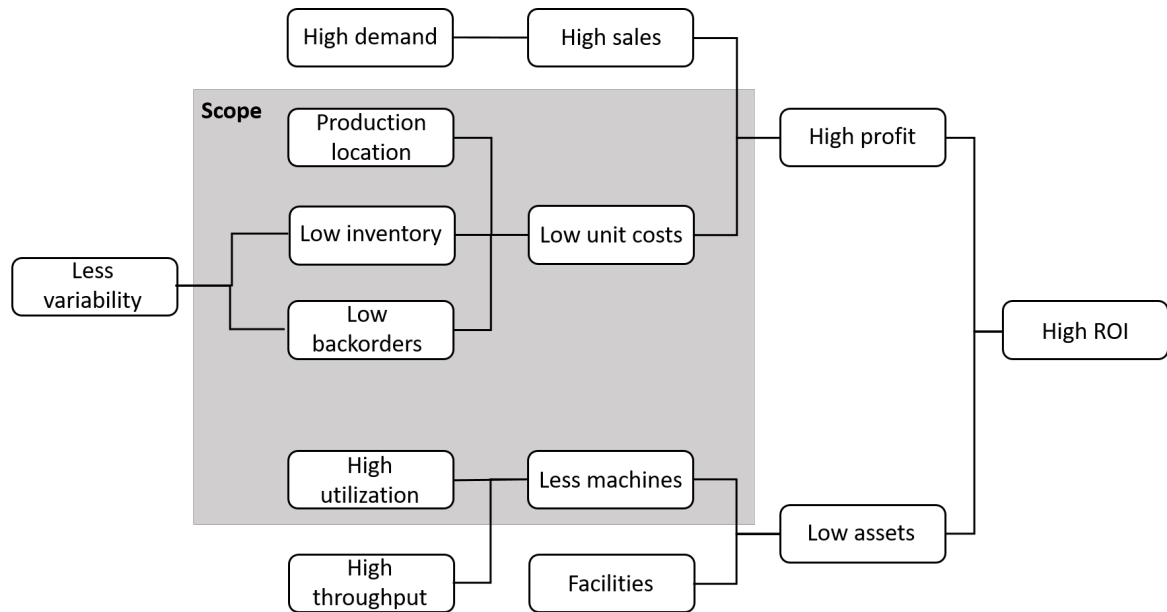 High demand
High sales
Scope
Production
location
High profit
Low inventory
Low unit costs
Less
variability
Low
backorders
High ROI
High
utilization
Less machines
Low assets
High
throughput
Facilities